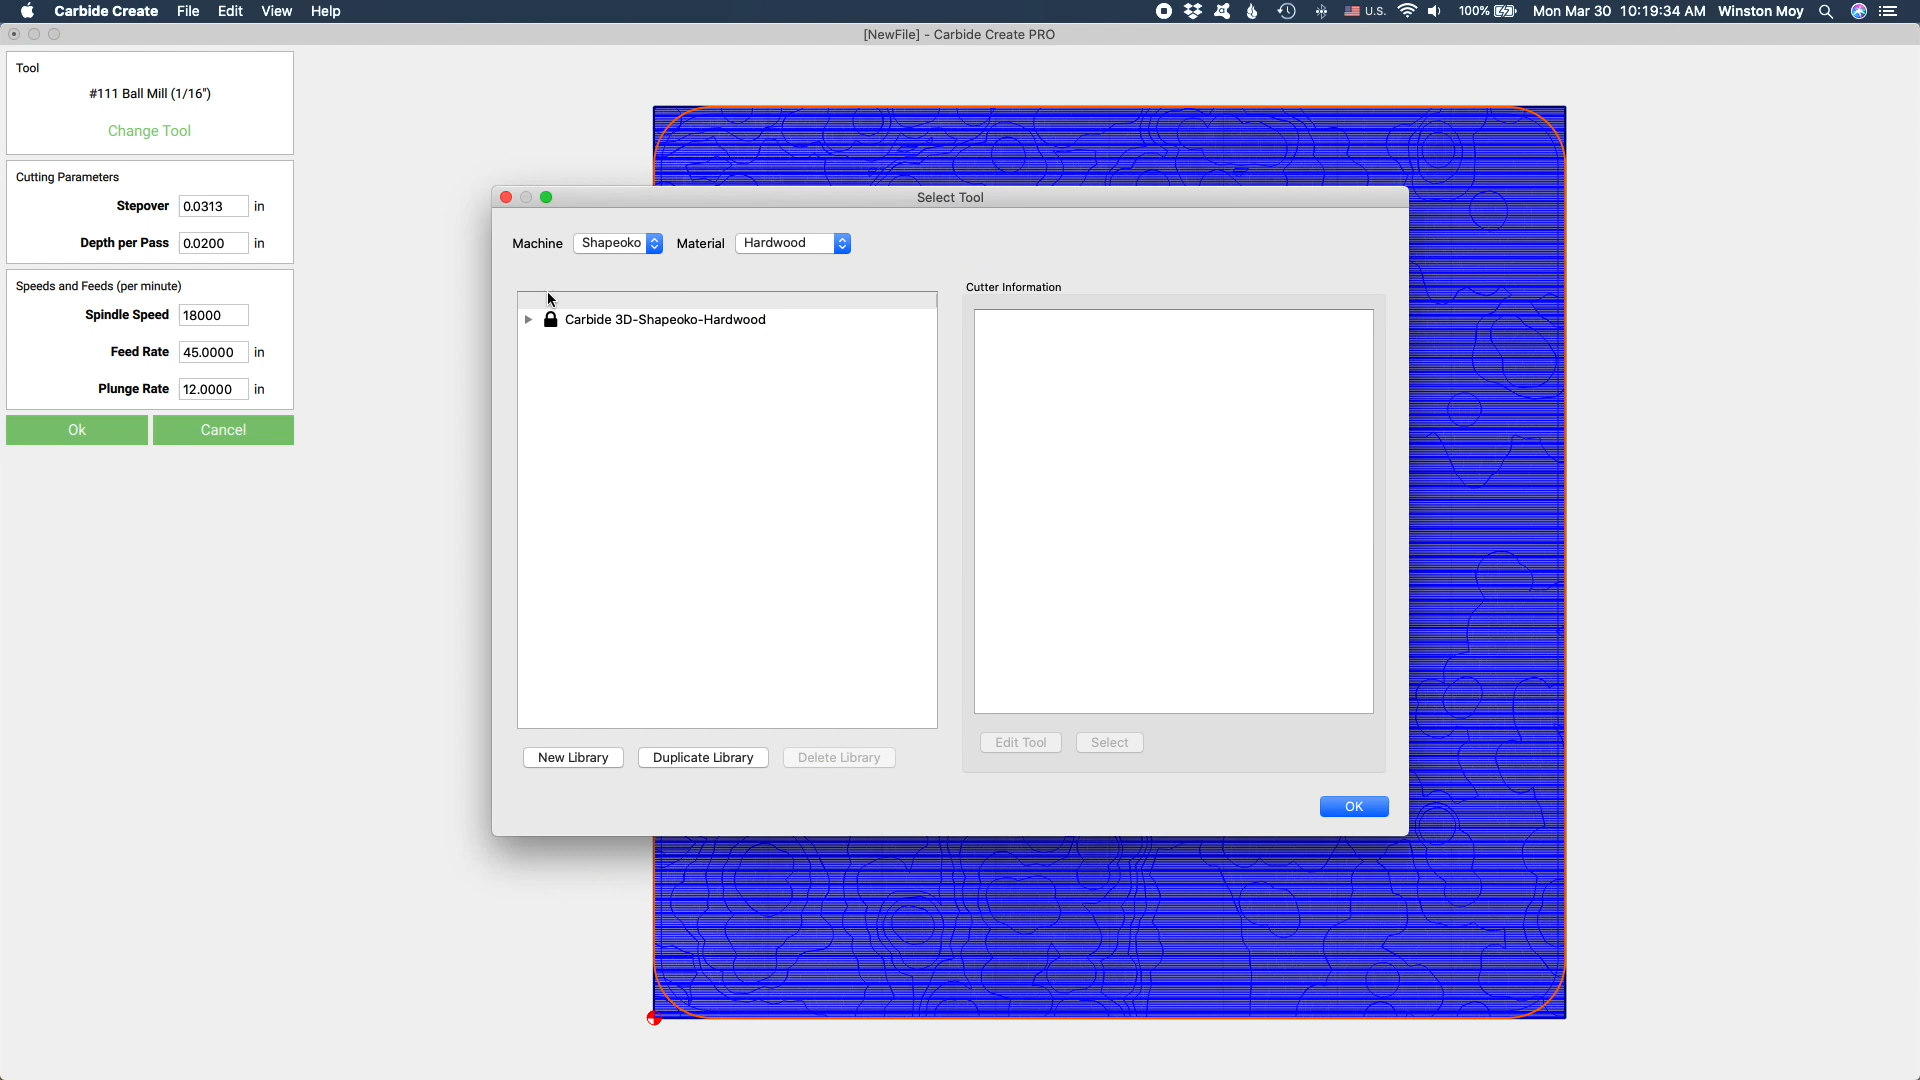 Carbide Create File Edit View Help U.S. 100% Mon Mar 30 10:19:34 AM Winston Moy
[NewFile] - Carbide Create PRO
Tool
#111 Ball Mill (1/16")
Change Tool
Cutting Parameters
Stepover 0.0313 in
Depth per Pass 0.0200 in
Speeds and Feeds (per minute)
Spindle Speed 18000
Feed Rate 45.0000 in
Plunge Rate 12.0000 in
Ok Cancel
Select Tool
Machine Shapeoko Material Hardwood
Carbide 3D-Shapeoko-Hardwood
New Library Duplicate Library Delete Library
Cutter Information
Edit Tool Select
OK